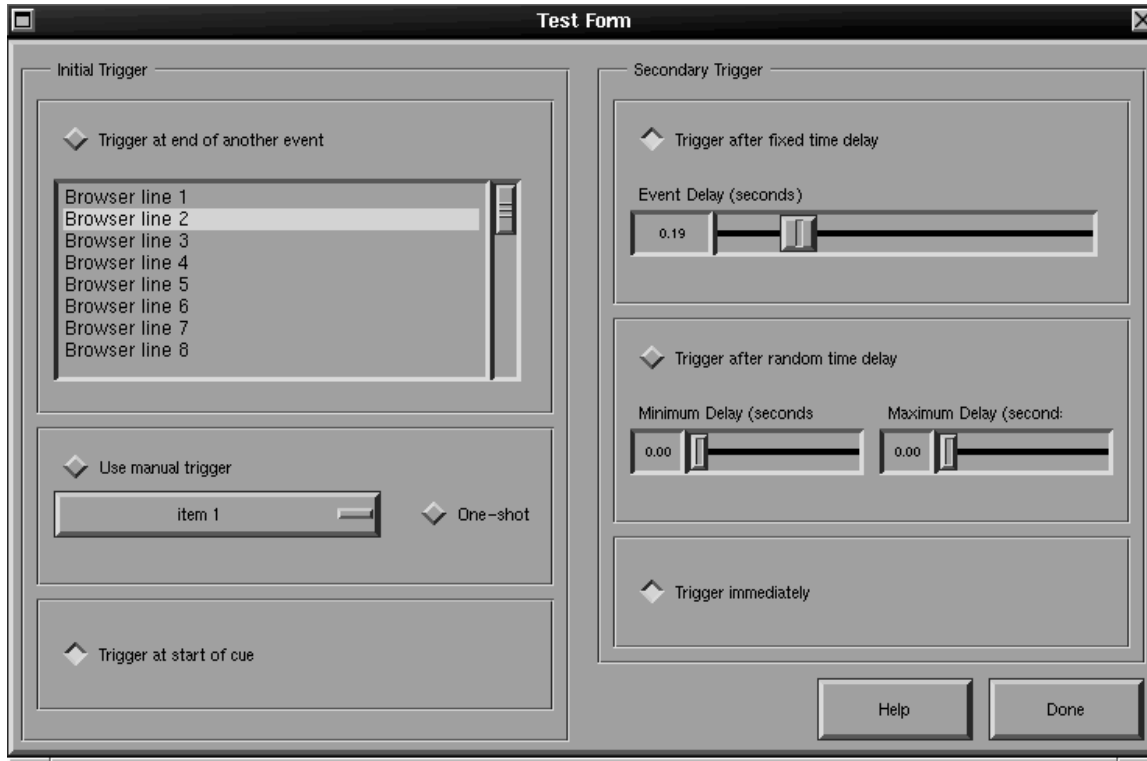 Test Form
Initial Trigger
Trigger at end of another event
Browser line 1
Browser line 2
Browser line 3
Browser line 4
Browser line 5
Browser line 6
Browser line 7
Browser line 8
Use manual trigger
item 1
One-shot
Trigger at start of cue
Secondary Trigger
Trigger after fixed time delay
Event Delay (seconds)
0.19
Trigger after random time delay
Minimum Delay (seconds
Maximum Delay (second:
0.00
0.00
Trigger immediately
Help
Done